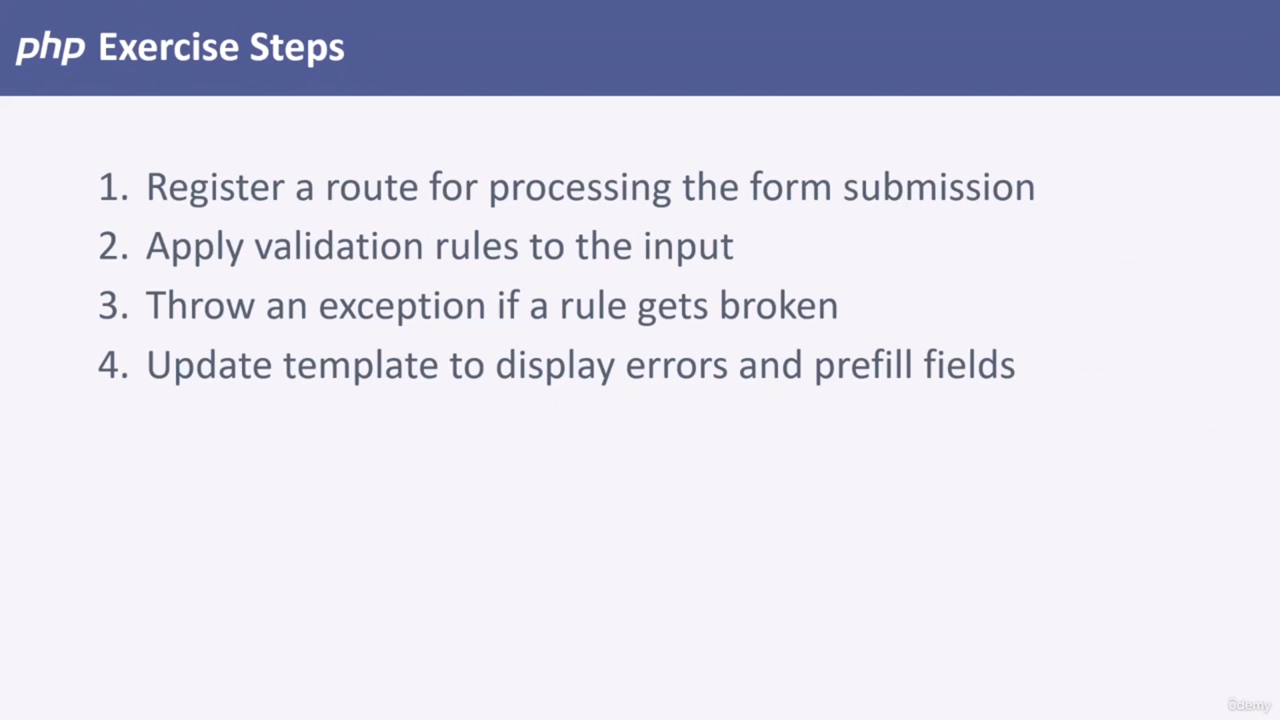 php Exercise Steps
1. Register a route for processing the form submission
2. Apply validation rules to the input
3. Throw an exception if a rule gets broken
4. Update template to display errors and prefill fields
ûdemy